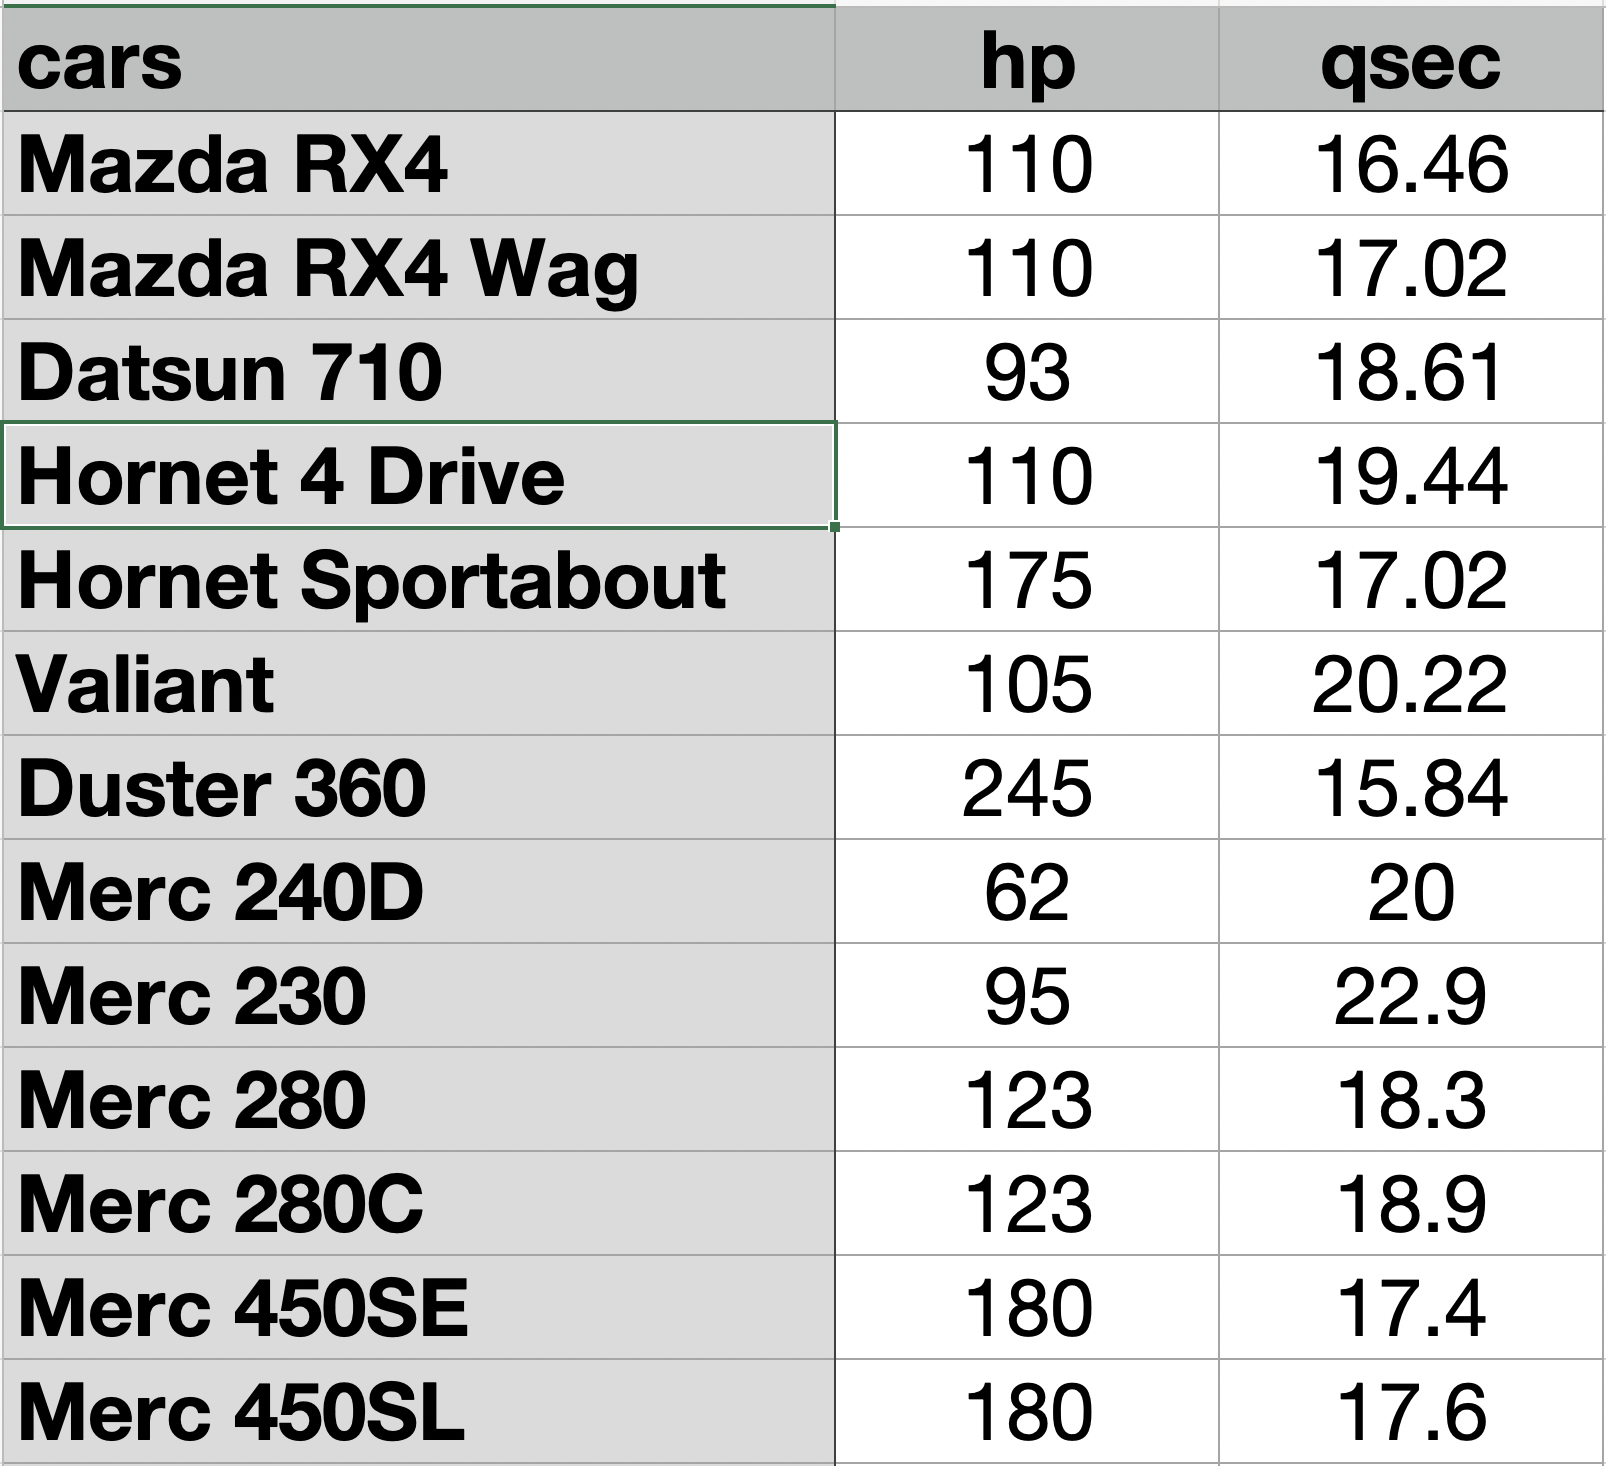 cars hp qsec
Mazda RX4 110 16.46
Mazda RX4 Wag 110 17.02
Datsun 710 93 18.61
Hornet 4 Drive 110 19.44
Hornet Sportabout 175 17.02
Valiant 105 20.22
Duster 360 245 15.84
Merc 240D 62 20
Merc 230 95 22.9
Merc 280 123 18.3
Merc 280C 123 18.9
Merc 450SE 180 17.4
Merc 450SL 180 17.6